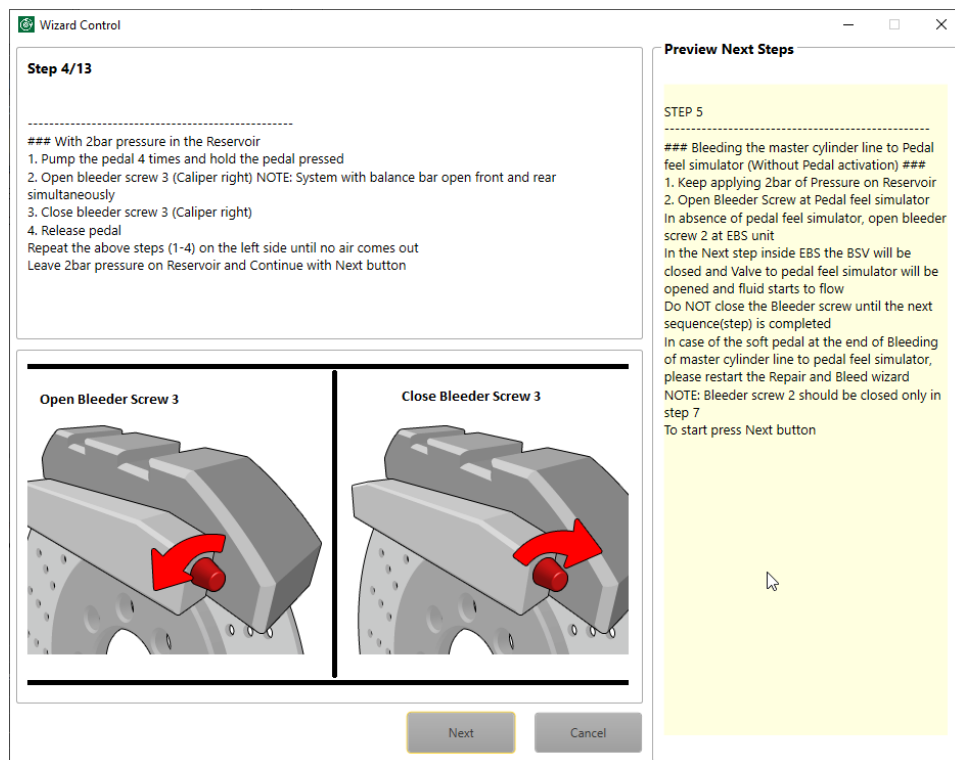 Wizard Control
Step 4/13
------------------------------------------------
### With 2bar pressure in the Reservoir
1. Pump the pedal 4 times and hold the pedal pressed
2. Open bleeder screw 3 (Caliper right) NOTE: System with balance bar open front and rear
simultaneously
3. Close bleeder screw 3 (Caliper right)
4. Release pedal
Repeat the above steps (1-4) on the left side until no air comes out
Leave 2bar pressure on Reservoir and Continue with Next button
Open Bleeder Screw 3
Close Bleeder Screw 3
Next
Cancel
Preview Next Steps
STEP 5
------------------------------------------------
### Bleeding the master cylinder line to Pedal
feel simulator (Without Pedal activation) ###
1. Keep applying 2bar of Pressure on Reservoir
2. Open Bleeder Screw at Pedal feel simulator
In absence of pedal feel simulator, open bleeder
screw 2 at EBS unit
In the Next step inside EBS the BSV will be
closed and Valve to pedal feel simulator will be
opened and fluid starts to flow
Do NOT close the Bleeder screw until the next
sequence(step) is completed
In case of the soft pedal at the end of Bleeding
of master cylinder line to pedal feel simulator,
please restart the Repair and Bleed wizard
NOTE: Bleeder screw 2 should be closed only in
step 7
To start press Next button